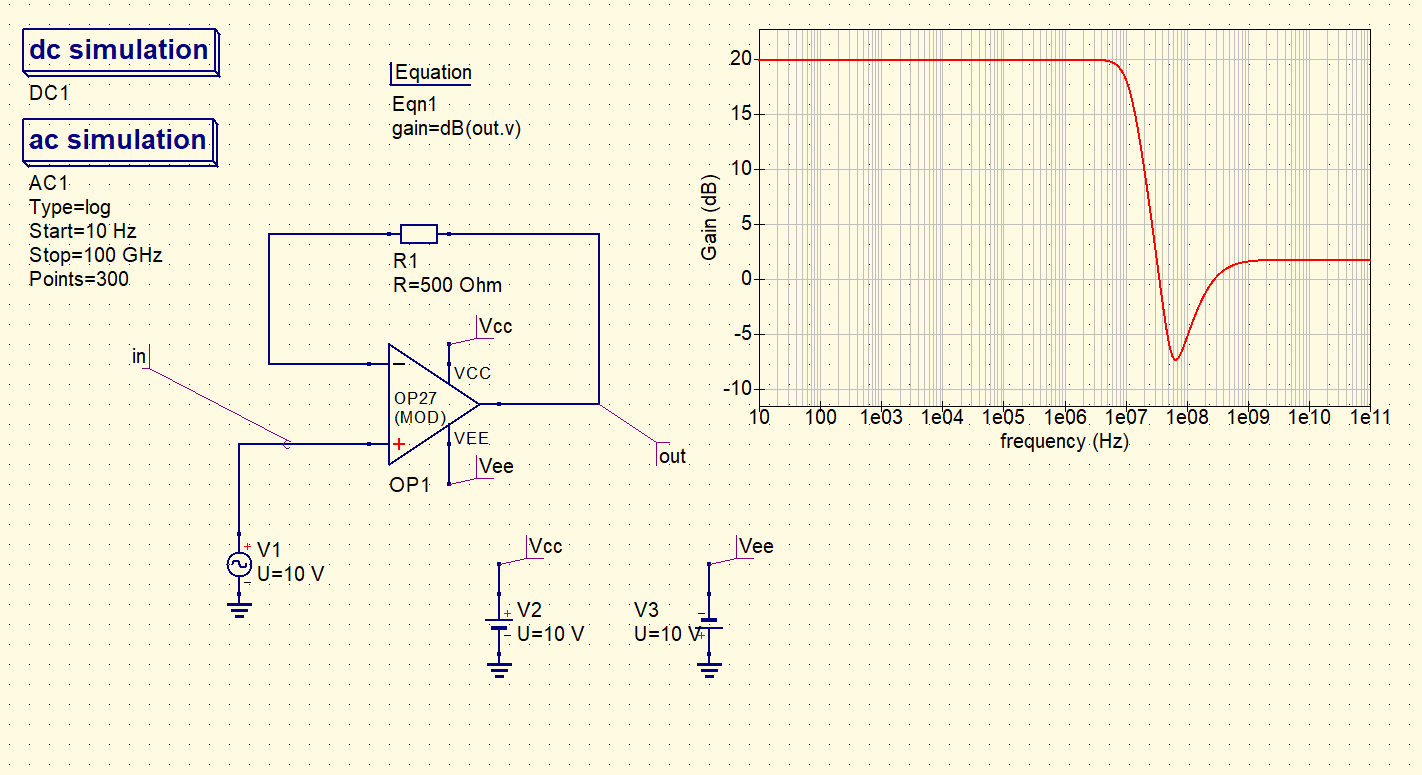 dc simulation
DC1
ac simulation
AC1
Type=log
Start=10 Hz
Stop=100 GHz
Points=300
Equation
Eqn1
gain=dB(out.v)
R1
R=500 Ohm
in
Vcc
VCC
−
OP27
(MOD)
+
VEE
Vee
OP1
out
+
V1
U=10 V
−
Vcc
+
V2
− U=10 V
Vee
V3
−
U=10 V
+
Gain (dB)
20
15
10
5
0
-5
-10
10 100 1e03 1e04 1e05 1e06 1e07 1e08 1e09 1e10 1e11
frequency (Hz)